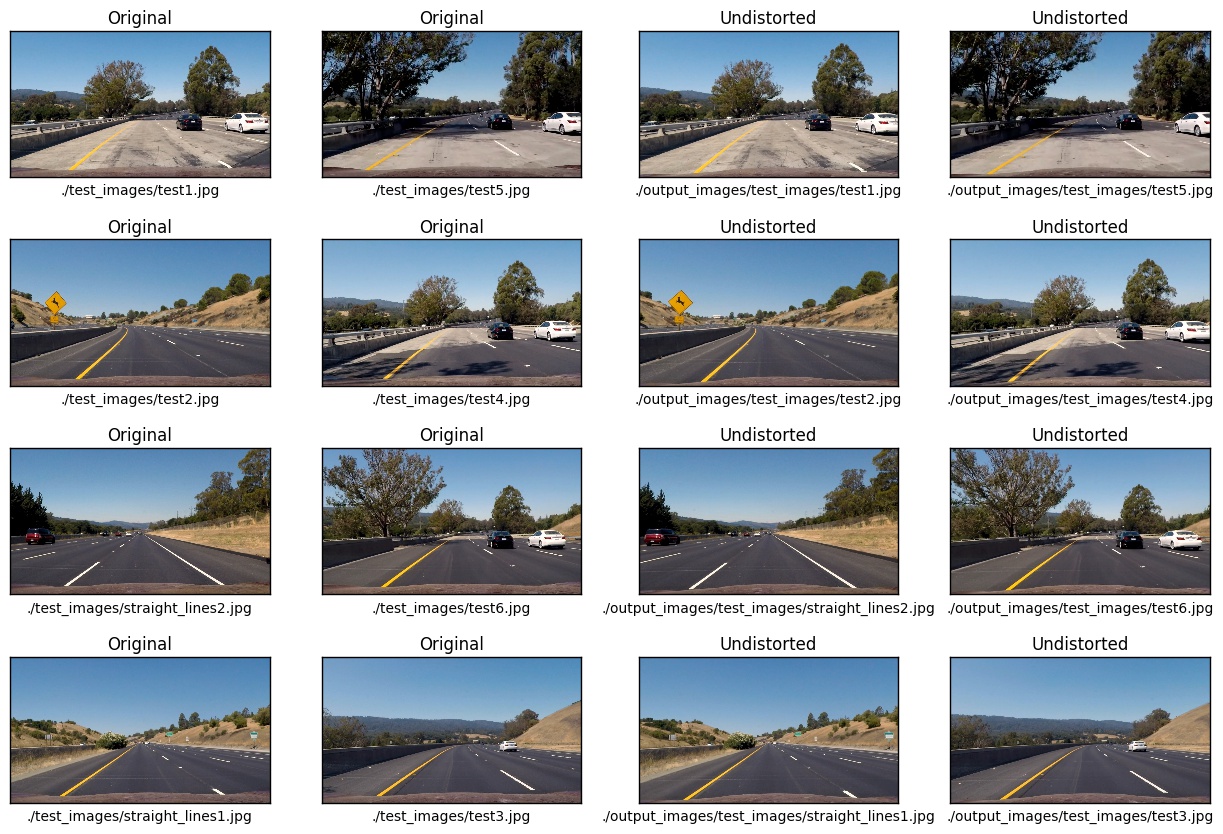 Original Original Undistorted Undistorted
./test_images/test1.jpg ./test_images/test5.jpg ./output_images/test_images/test1.jpg ./output_images/test_images/test5.jpg
Original Original Undistorted Undistorted
./test_images/test2.jpg ./test_images/test4.jpg ./output_images/test_images/test2.jpg ./output_images/test_images/test4.jpg
Original Original Undistorted Undistorted
./test_images/straight_lines2.jpg ./test_images/test6.jpg ./output_images/test_images/straight_lines2.jpg ./output_images/test_images/test6.jpg
Original Original Undistorted Undistorted
./test_images/straight_lines1.jpg ./test_images/test3.jpg ./output_images/test_images/straight_lines1.jpg ./output_images/test_images/test3.jpg